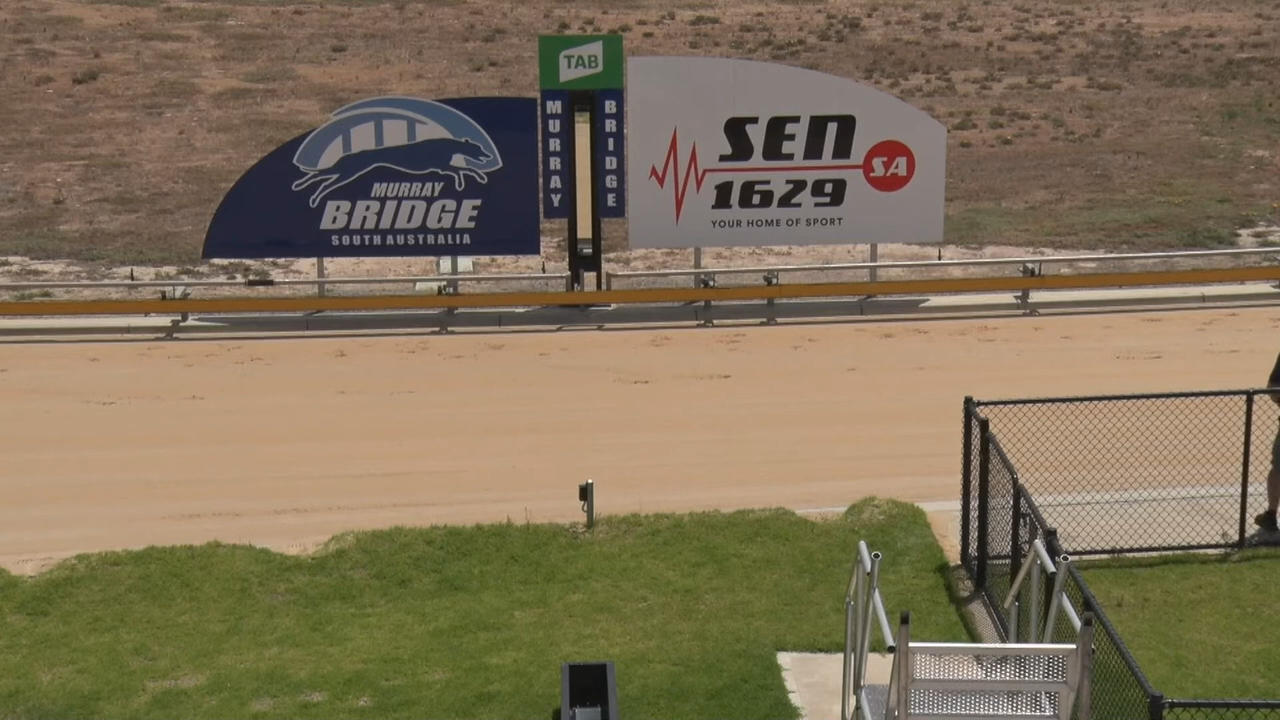 TAB
MURRAY
BRIDGE
MURRAY
BRIDGE
SOUTH AUSTRALIA
SEN
SA
1629
YOUR HOME OF SPORT